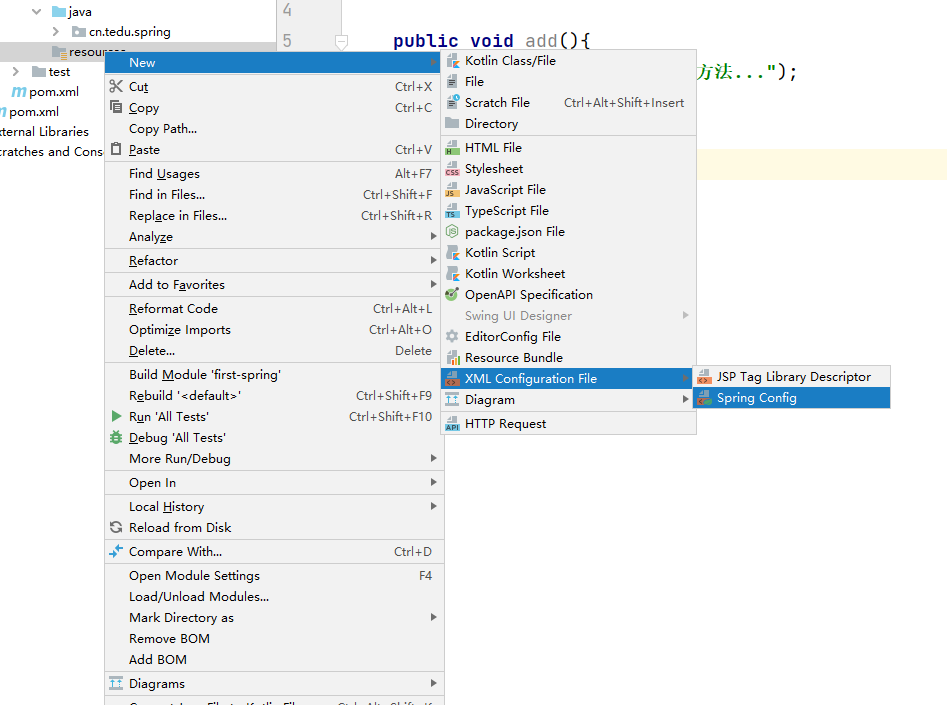 java
cn.tedu.spring
resources
test
pom.xml
pom.xml
ternal Libraries
cratches and Cons
4
5
public void add(){
方法...");
New
Cut Ctrl+X
Copy Ctrl+C
Copy Path...
Paste Ctrl+V
Find Usages Alt+F7
Find in Files... Ctrl+Shift+F
Replace in Files... Ctrl+Shift+R
Analyze
Refactor
Add to Favorites
Reformat Code Ctrl+Alt+L
Optimize Imports Ctrl+Alt+O
Delete... Delete
Build Module 'first-spring'
Rebuild '<default>' Ctrl+Shift+F9
Run 'All Tests' Ctrl+Shift+F10
Debug 'All Tests'
More Run/Debug
Open In
Local History
Reload from Disk
Compare With... Ctrl+D
Open Module Settings F4
Load/Unload Modules...
Mark Directory as
Remove BOM
Add BOM
Diagrams
Kotlin Class/File
File
Scratch File Ctrl+Alt+Shift+Insert
Directory
HTML File
Stylesheet
JavaScript File
TypeScript File
package.json File
Kotlin Script
Kotlin Worksheet
OpenAPI Specification
Swing UI Designer
EditorConfig File
Resource Bundle
XML Configuration File
Diagram
HTTP Request
JSP Tag Library Descriptor
Spring Config